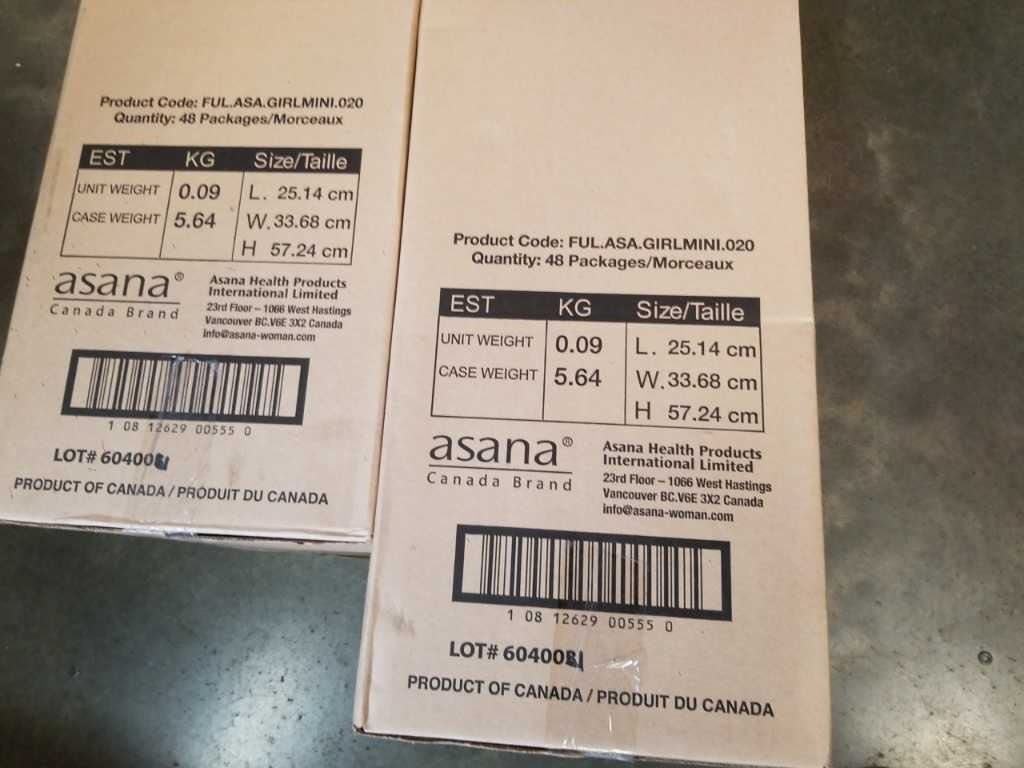 Product Code: FUL.ASA.GIRLMINI.020
Quantity: 48 Packages/Morceaux
EST KG Size/Taille
UNIT WEIGHT 0.09 L. 25.14 cm
CASE WEIGHT 5.64 W. 33.68 cm
H 57.24 cm
asana®
Canada Brand
Asana Health Products
International Limited
23rd Floor – 1066 West Hastings
Vancouver BC.V6E 3X2 Canada
info@asana-woman.com
1 08 12629 00555 0
LOT# 60400
PRODUCT OF CANADA / PRODUIT DU CANADA
Product Code: FUL.ASA.GIRLMINI.020
Quantity: 48 Packages/Morceaux
EST KG Size/Taille
UNIT WEIGHT 0.09 L. 25.14 cm
CASE WEIGHT 5.64 W. 33.68 cm
H 57.24 cm
asana®
Canada Brand
Asana Health Products
International Limited
23rd Floor – 1066 West Hastings
Vancouver BC.V6E 3X2 Canada
info@asana-woman.com
1 08 12629 00555 0
LOT# 60400
PRODUCT OF CANADA / PRODUIT DU CANADA